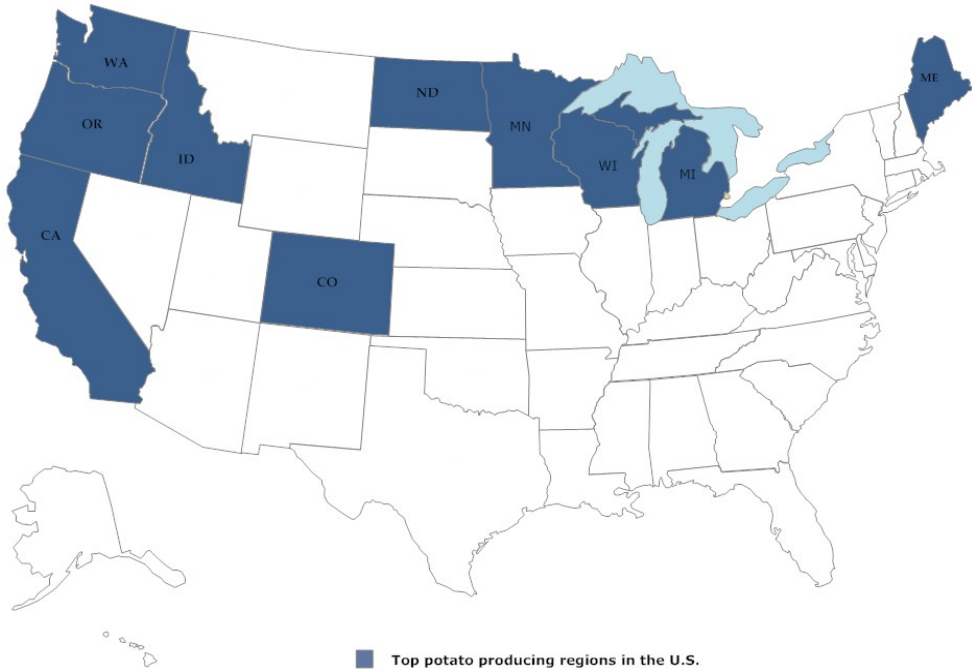 WA
ME
ND
OR
MN
ID
WI
MI
CA
CO
Top potato producing regions in the U.S.